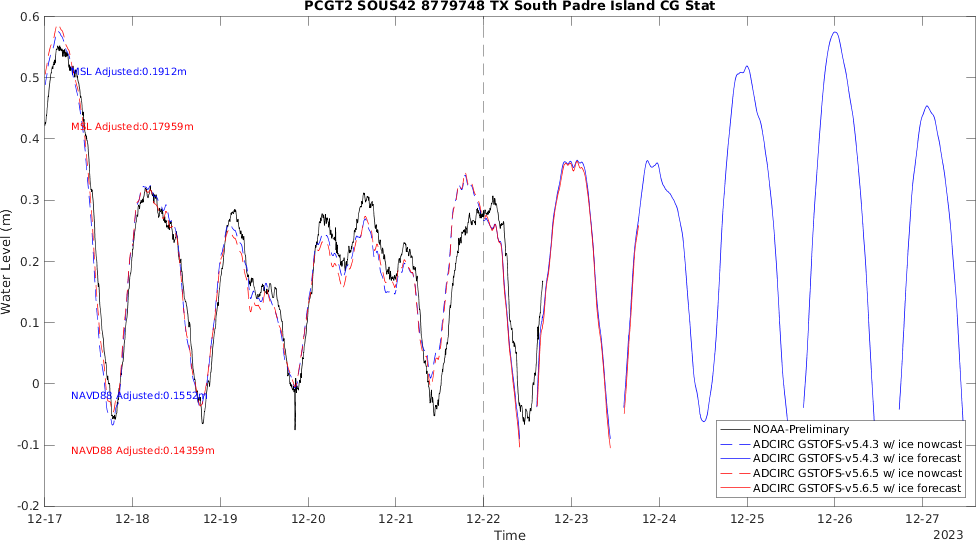 PCGT2 SOUS42 8779748 TX South Padre Island CG Stat
0.6
0.5
0.4
0.3
0.2
0.1
0
-0.1
-0.2
Water Level (m)
MSL Adjusted:0.1912m
MSL Adjusted:0.17959m
NAVD88 Adjusted:0.1552m
NAVD88 Adjusted:0.14359m
NOAA-Preliminary
ADCIRC GSTOFS-v5.4.3 w/ ice nowcast
ADCIRC GSTOFS-v5.4.3 w/ ice forecast
ADCIRC GSTOFS-v5.6.5 w/ ice nowcast
ADCIRC GSTOFS-v5.6.5 w/ ice forecast
12-17 12-18 12-19 12-20 12-21 12-22 12-23 12-24 12-25 12-26 12-27
Time
2023